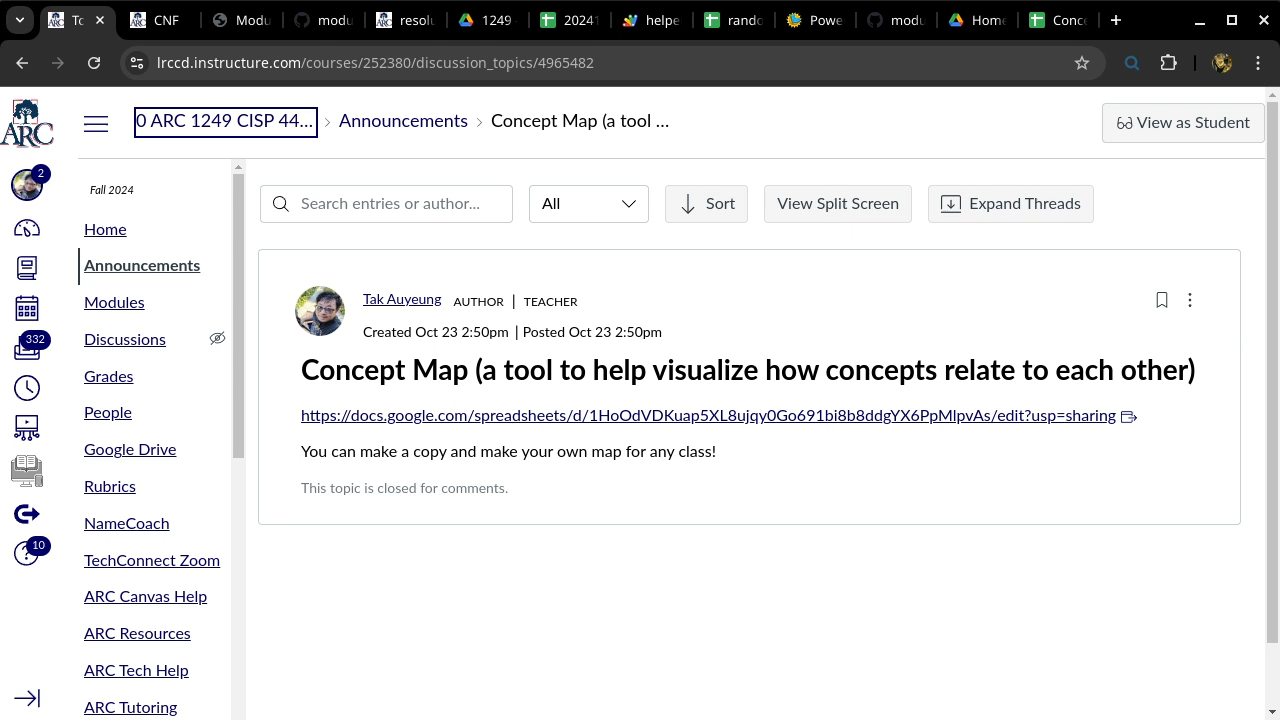 Tc
CNF
Modu
modu
resolu
1249
20241
helpe
rando
Powe
modu
Home
Conce
lrccd.instructure.com/courses/252380/discussion_topics/4965482
ARC
0 ARC 1249 CISP 44...
Announcements
Concept Map (a tool ...
View as Student
2
332
10
Fall 2024
Home
Announcements
Modules
Discussions
Grades
People
Google Drive
Rubrics
NameCoach
TechConnect Zoom
ARC Canvas Help
ARC Resources
ARC Tech Help
ARC Tutoring
Search entries or author...
All
Sort
View Split Screen
Expand Threads
Tak Auyeung AUTHOR | TEACHER
Created Oct 23 2:50pm | Posted Oct 23 2:50pm
Concept Map (a tool to help visualize how concepts relate to each other)
https://docs.google.com/spreadsheets/d/1HoOdVDKuap5XL8ujqy0Go691bi8b8ddgYX6PpMlpvAs/edit?usp=sharing
You can make a copy and make your own map for any class!
This topic is closed for comments.